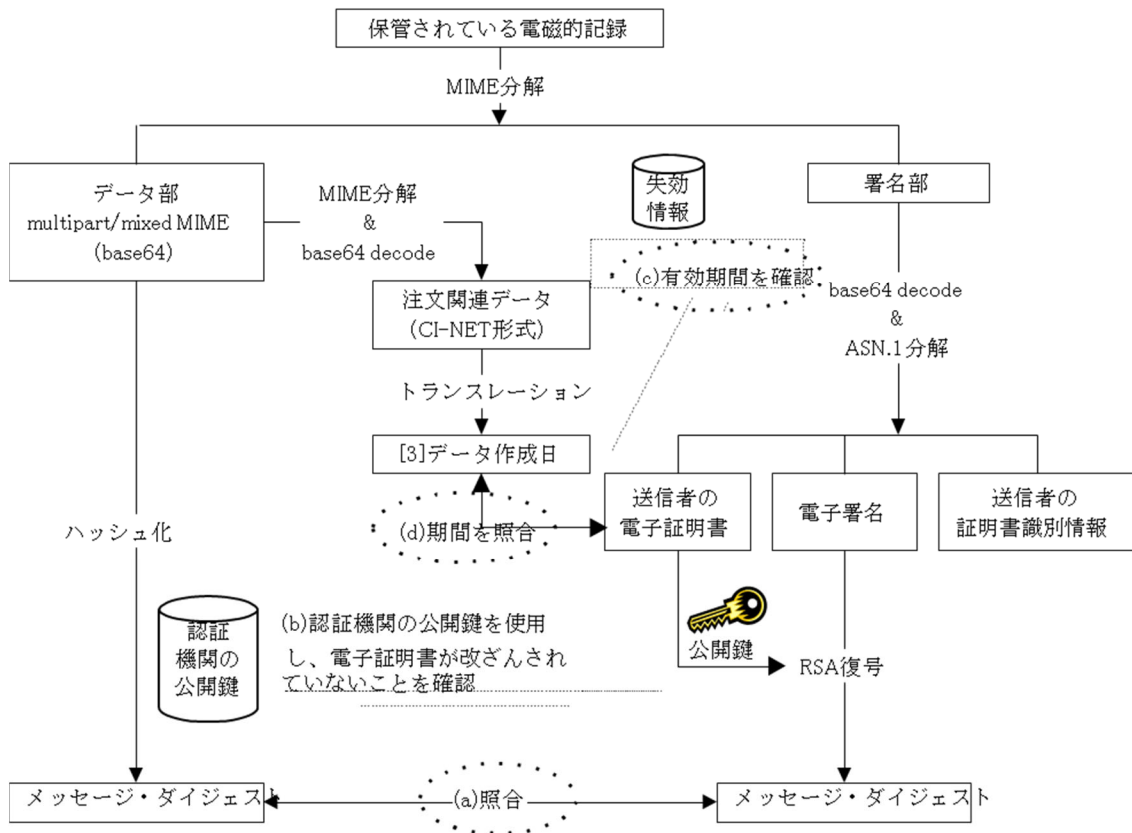 保管されている電磁的記録
MIME分解
データ部
multipart/mixed MIME
(base64)
MIME分解
&
base64 decode
失効
情報
署名部
(c)有効期間を確認
注文関連データ
(CI-NET形式)
base64 decode
&
ASN.1分解
トランスレーション
[3]データ作成日
(d)期間を照合
送信者の
電子証明書
電子署名
送信者の
証明書識別情報
ハッシュ化
認証
機関の
公開鍵
(b)認証機関の公開鍵を使用
し、電子証明書が改ざんされ
ていないことを確認
公開鍵
RSA復号
メッセージ・ダイジェスト
(a)照合
メッセージ・ダイジェスト